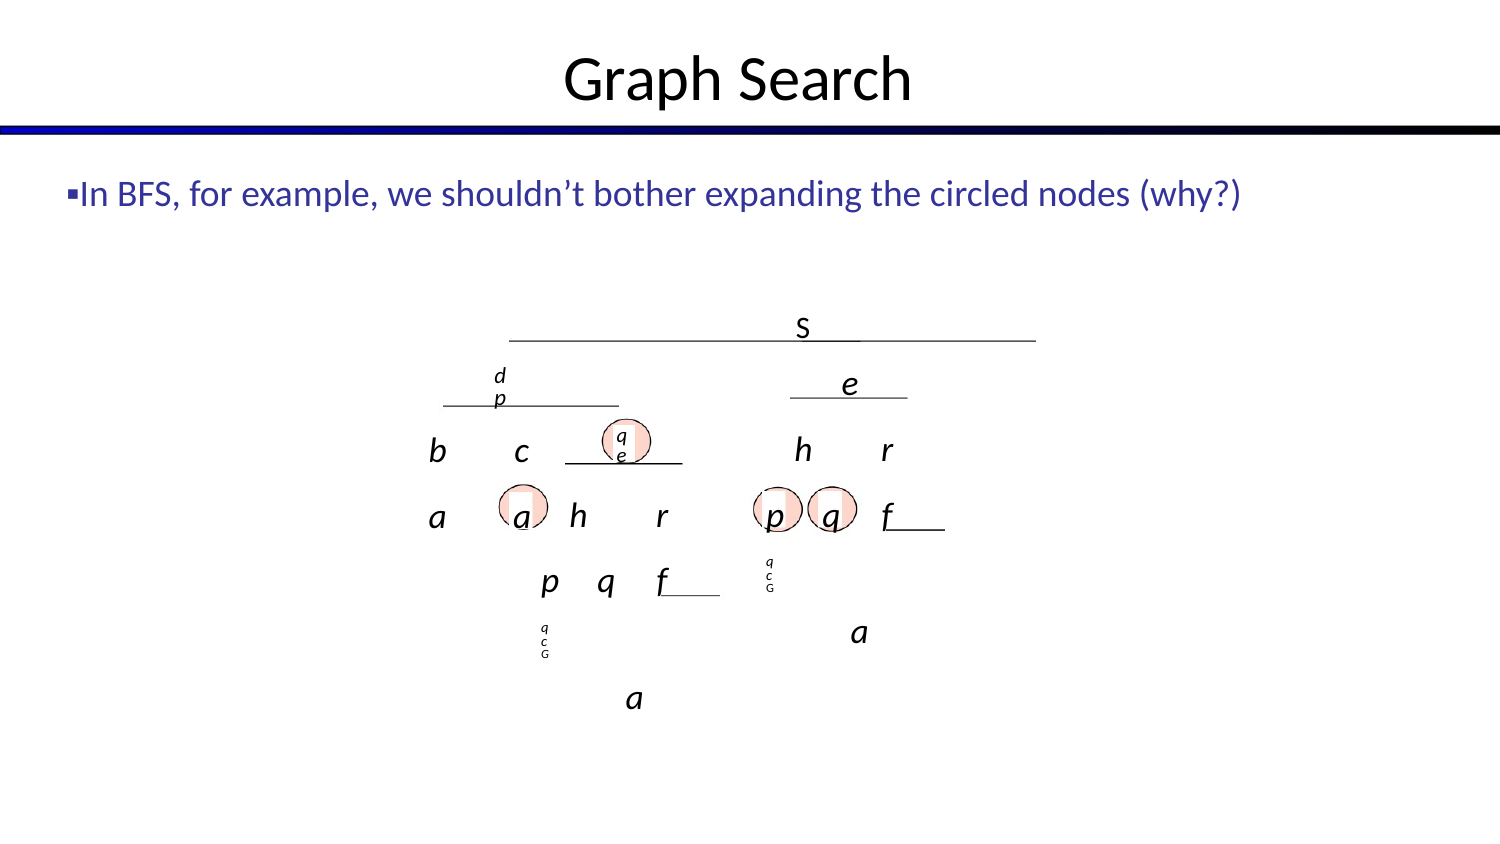 Graph Search
▪In BFS, for example, we shouldn’t bother expanding the circled nodes (why?)
S
d
p
e
b c
q
e
h r
a a h r p q f
p q f
q
c
G
q
c
G
a
a